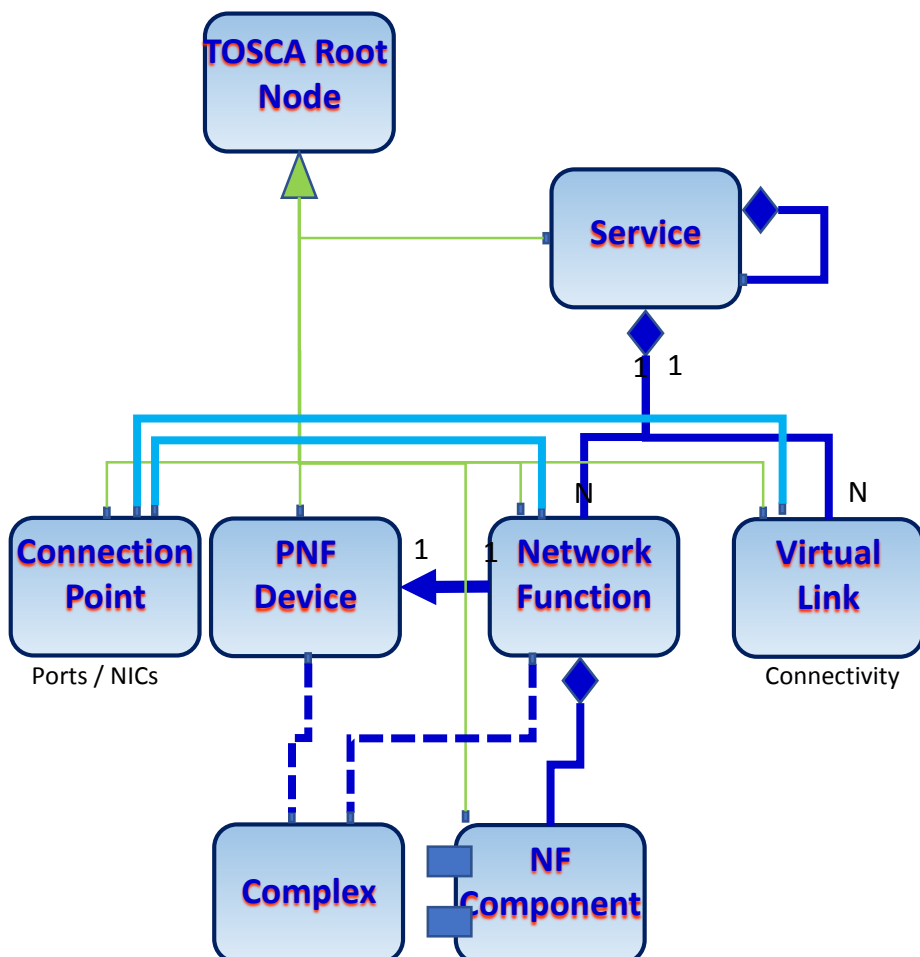 TOSCA Root
Node
Service
1
1
N
N
Connection
Point
Ports / NICs
PNF
Device
1
1
Network
Function
Virtual
Link
Connectivity
Complex
NF
Component